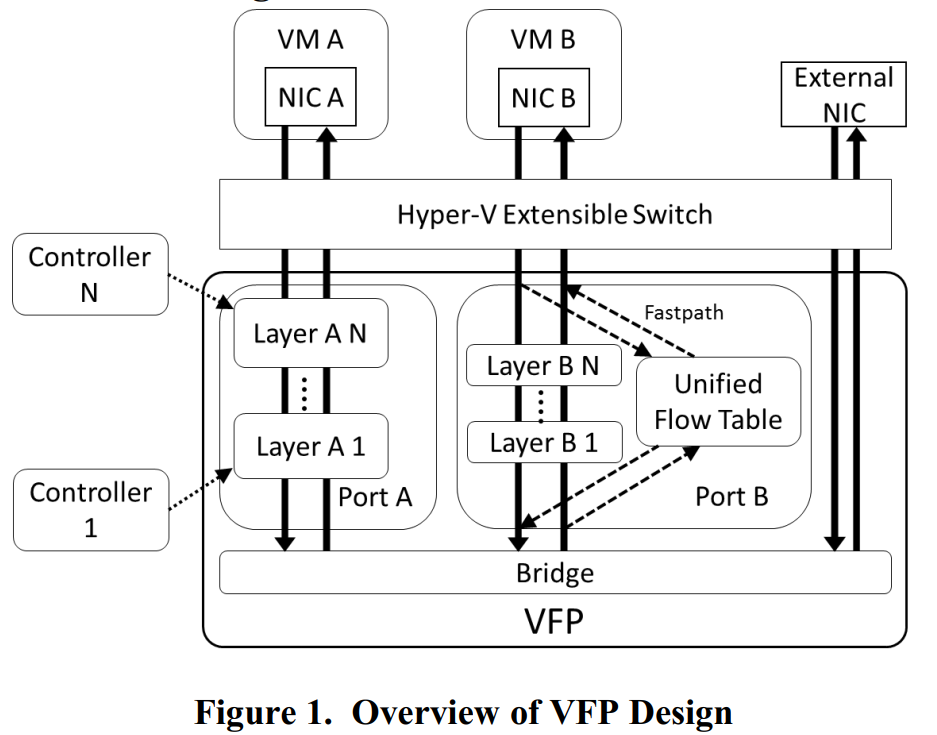 VM A
NIC A
VM B
NIC B
External
NIC
Hyper-V Extensible Switch
Controller
N
Layer A N
Layer A 1
Port A
Controller
1
Fastpath
Layer B N
Layer B 1
Unified
Flow Table
Port B
Bridge
VFP
Figure 1. Overview of VFP Design